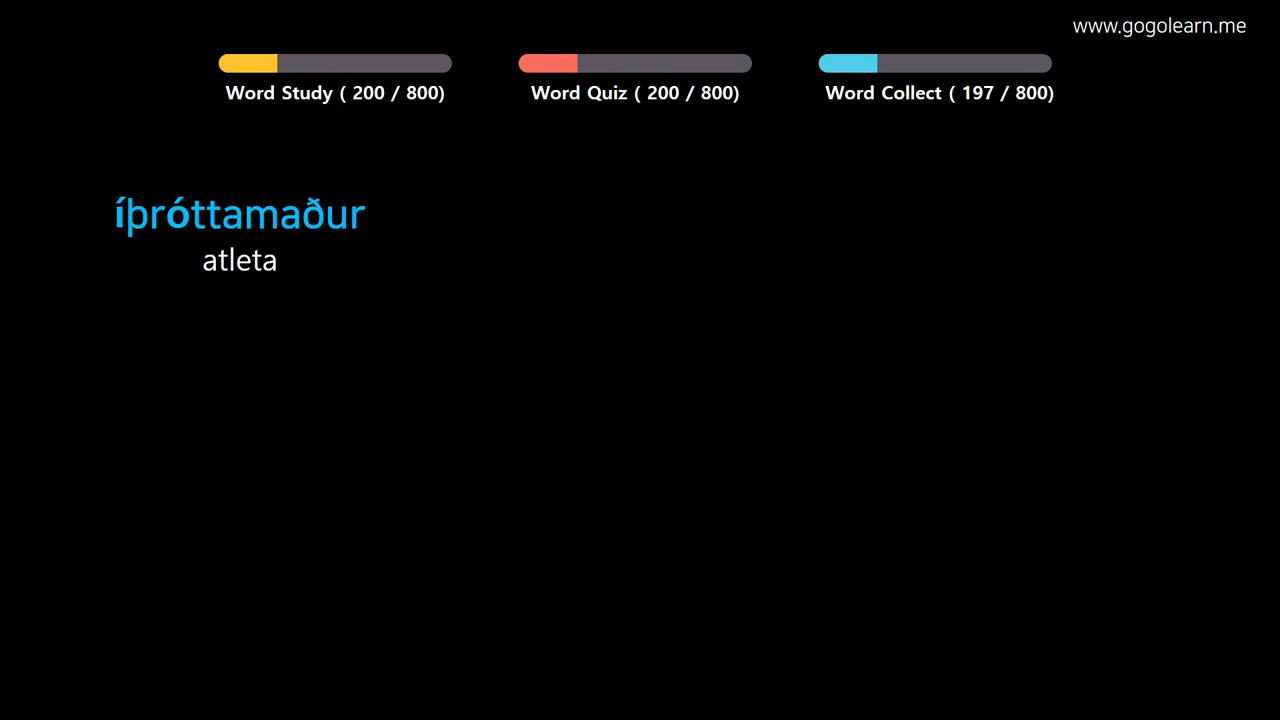 www.gogolearn.me
Word Study ( 200 / 800)
Word Quiz ( 200 / 800)
Word Collect ( 197 / 800)
íþróttamaður
atleta